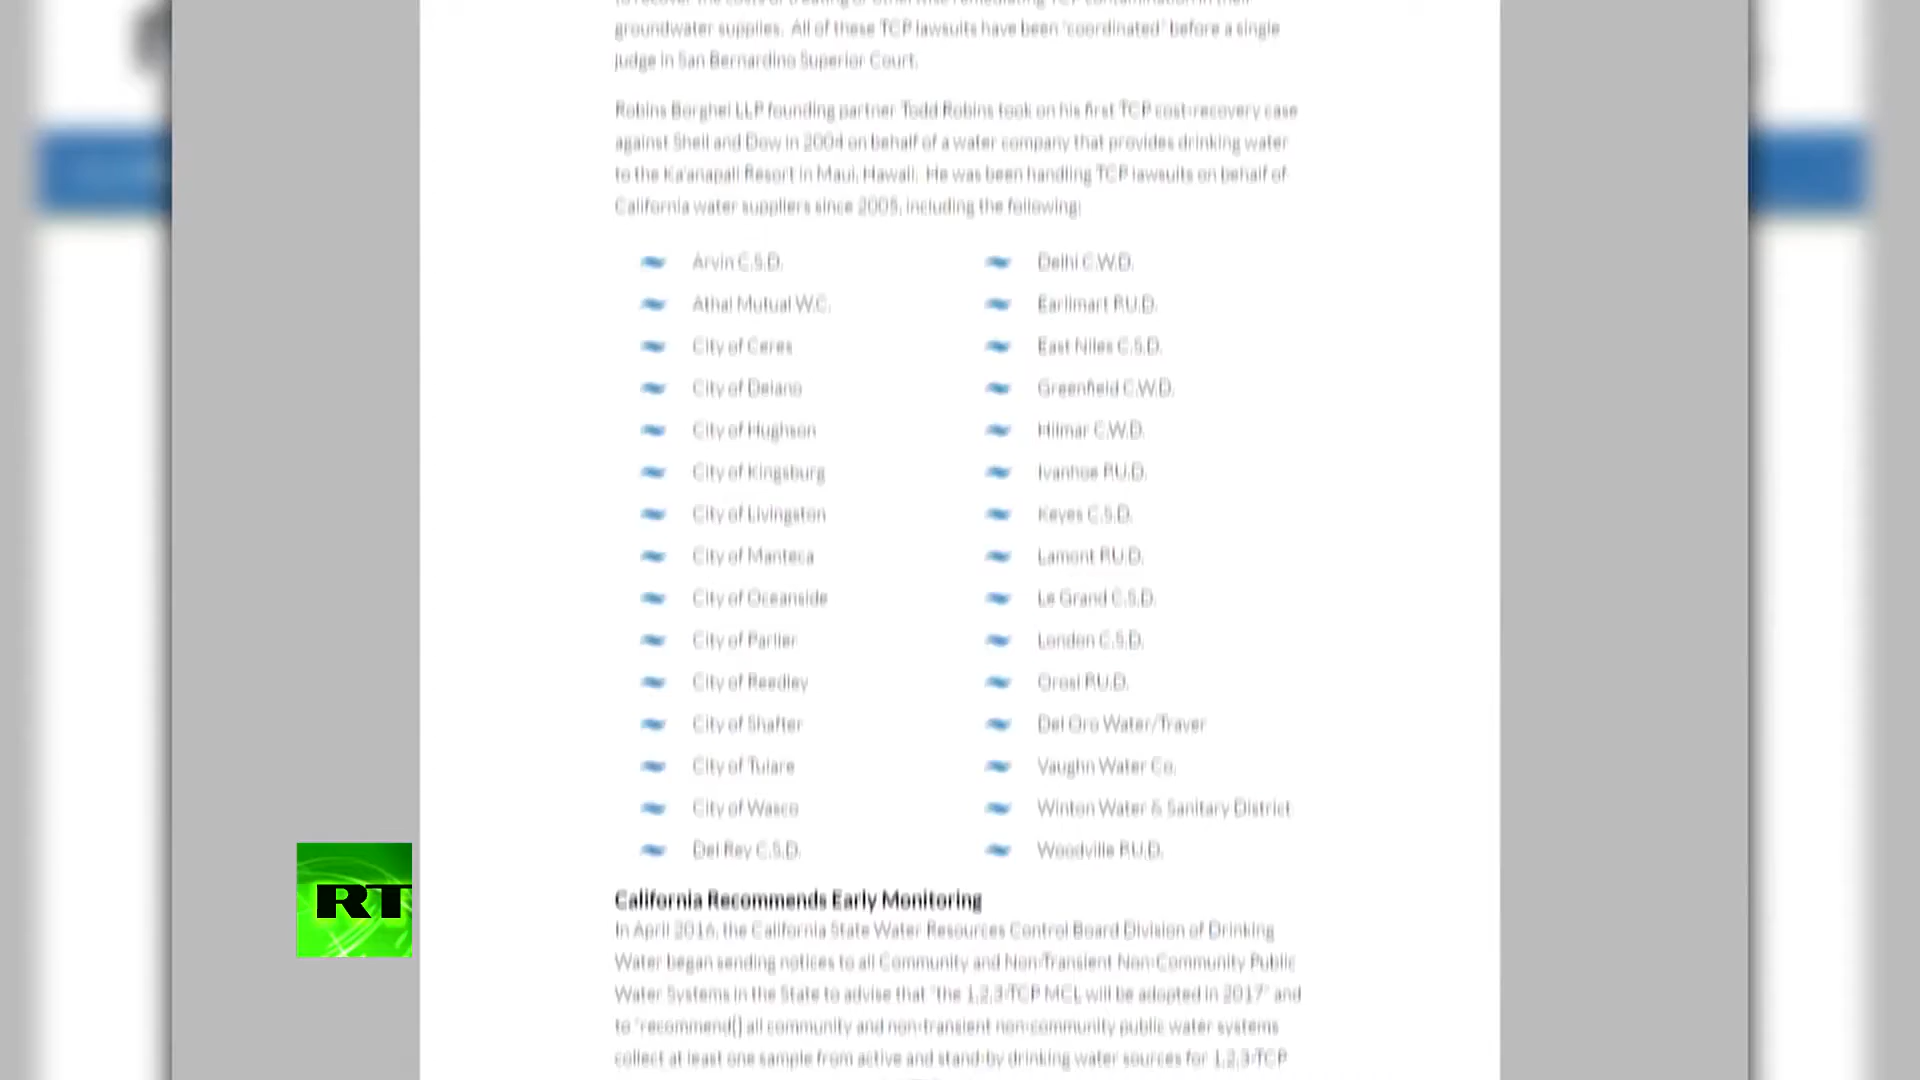 to recover the costs of treating or otherwise remediating TCP contamination in their
groundwater supplies. All of these TCP lawsuits have been "coordinated" before a single
judge in San Bernardino Superior Court.
Robins Borghei LLP founding partner Todd Robins took on his first TCP cost-recovery case
against Shell and Dow in 2004 on behalf of a water company that provides drinking water
to the Ka'anapali Resort in Maui, Hawaii. He was been handling TCP lawsuits on behalf of
California water suppliers since 2005, including the following:
Arvin C.S.D.
Athal Mutual W.C.
City of Ceres
City of Delano
City of Hughson
City of Kingsburg
City of Livingston
City of Manteca
City of Oceanside
City of Parlier
City of Reedley
City of Shafter
City of Tulare
City of Wasco
Del Rey C.S.D.
Delhi C.W.D.
Earlimart P.U.D.
East Niles C.S.D.
Greenfield C.W.D.
Hilmar C.W.D.
Ivanhoe P.U.D.
Keyes C.S.D.
Lamont P.U.D.
Le Grand C.S.D.
London C.S.D.
Orosi P.U.D.
Del Oro Water/Traver
Vaughn Water Co.
Winton Water & Sanitary District
Woodville P.U.D.
California Recommends Early Monitoring
In April 2016, the California State Water Resources Control Board Division of Drinking
Water began sending notices to all Community and Non-Transient Non-Community Public
Water Systems in the State to advise that "the 1,2,3-TCP MCL will be adopted in 2017" and
to "recommend[] all community and non-transient non-community public water systems
collect at least one sample from active and stand-by drinking water sources for 1,2,3-TCP
RT